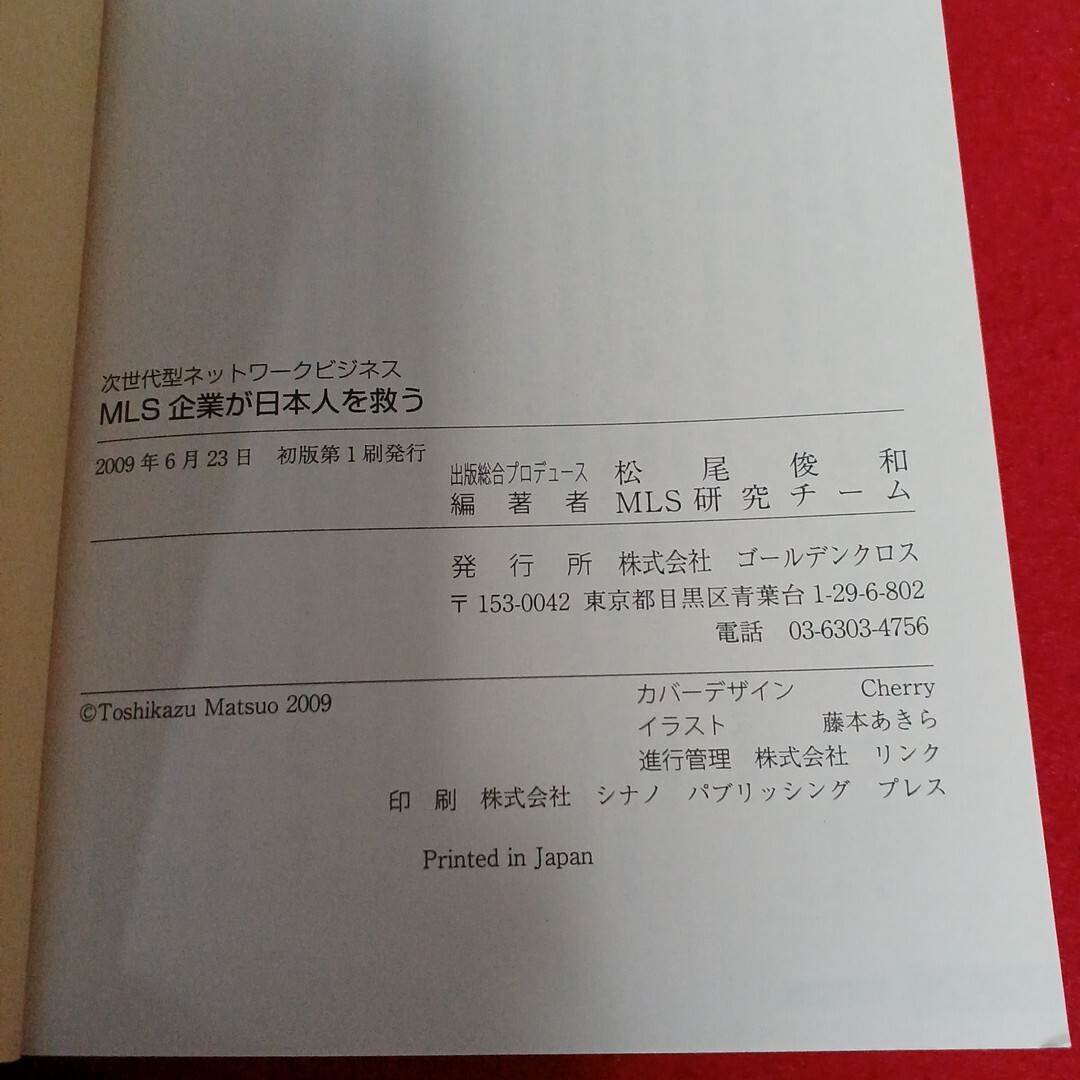 次世代型ネットワークビジネス
MLS 企業が日本人を救う
2009 年 6 月 23 日　初版第 1 刷発行
出版総合プロデュース　松尾俊和
編著者　MLS 研究チーム
発行所　株式会社　ゴールデンクロス
〒 153-0042 東京都目黒区青葉台 1-29-6-802
電話　03-6303-4756
©Toshikazu Matsuo 2009
カバーデザイン　Cherry
イラスト　藤本あきら
進行管理　株式会社　リンク
印刷　株式会社　シナノ　パブリッシング　プレス
Printed in Japan